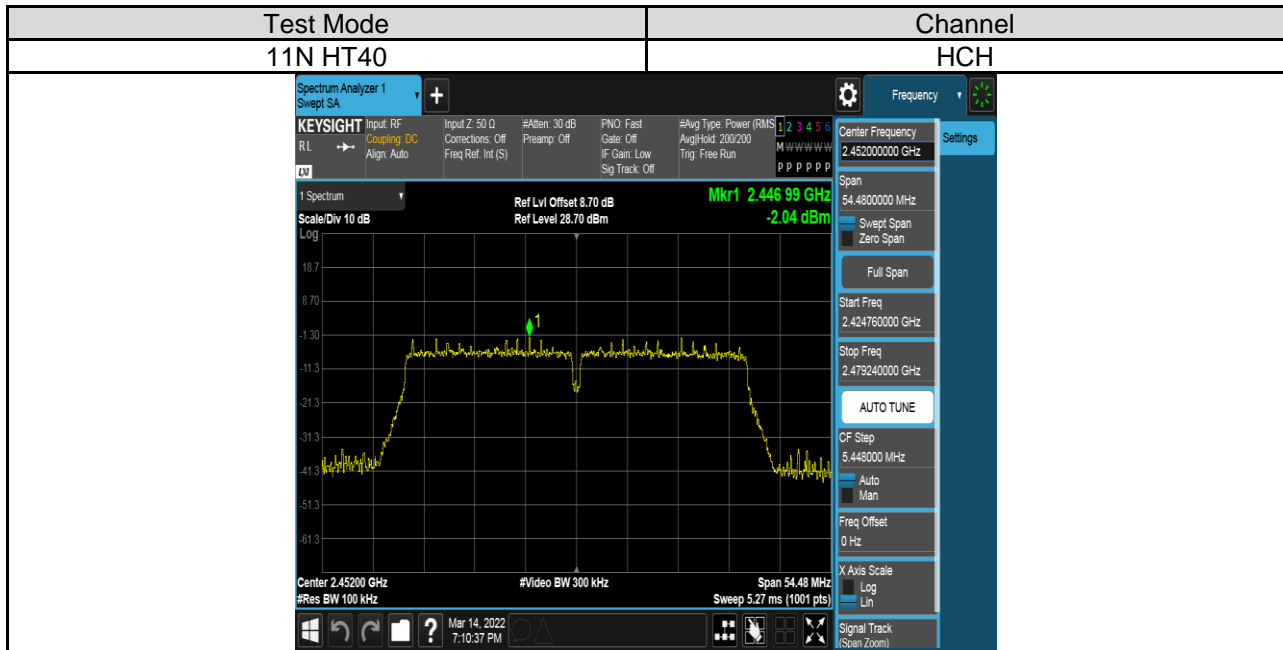 Test Mode Channel
11N HT40 HCH
Spectrum Analyzer 1
Swept SA
Frequency
KEYSIGHT
RL
LXI
Input: RF
Coupling: DC
Align: Auto
Input Z: 50 Ω
Corrections: Off
Freq Ref: Int (S)
#Atten: 30 dB
Preamp: Off
PNO: Fast
Gate: Off
IF Gain: Low
Sig Track: Off
#Avg Type: Power (RMS
Avg|Hold: 200/200
Trig: Free Run
1 2 3 4 5 6
M W W W W W
P P P P P P
1 Spectrum
Scale/Div 10 dB
Log
Ref Lvl Offset 8.70 dB
Ref Level 28.70 dBm
Mkr1 2.446 99 GHz
-2.04 dBm
18.7
8.70
-1.30
-11.3
-21.3
-31.3
-41.3
-51.3
-61.3
1
Center 2.45200 GHz
#Res BW 100 kHz
#Video BW 300 kHz
Span 54.48 MHz
Sweep 5.27 ms (1001 pts)
?
Mar 14, 2022
7:10:37 PM
Center Frequency
2.452000000 GHz
Settings
Span
54.4800000 MHz
Swept Span
Zero Span
Full Span
Start Freq
2.424760000 GHz
Stop Freq
2.479240000 GHz
AUTO TUNE
CF Step
5.448000 MHz
Auto
Man
Freq Offset
0 Hz
X Axis Scale
Log
Lin
Signal Track
(Span Zoom)